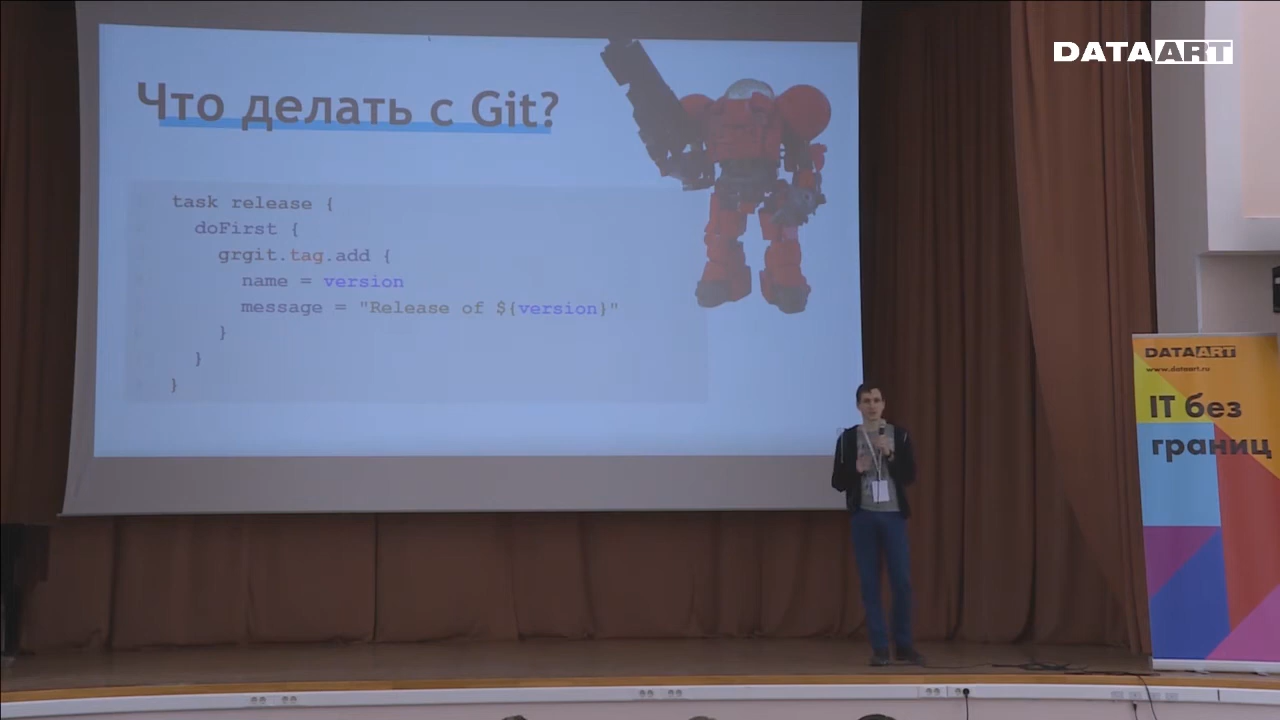 DATAART
Что делать с Git?
task release {
doFirst {
grgit.tag.add {
name = version
message = "Release of ${version}"
}
}
}
DATAART
www.dataart.ru
IT без
границ